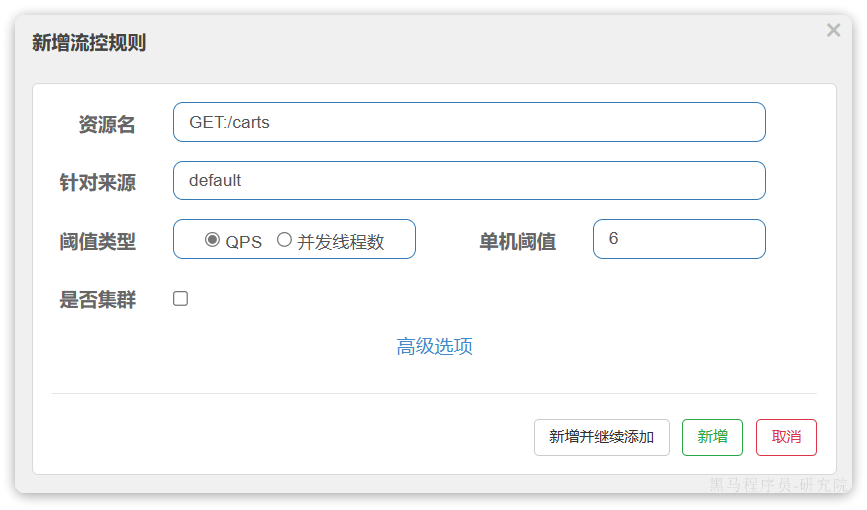 新增流控规则
×
资源名 GET:/carts
针对来源 default
阈值类型 QPS 并发线程数 单机阈值 6
是否集群
高级选项
新增并继续添加 新增 取消
黑马程序员-研究院